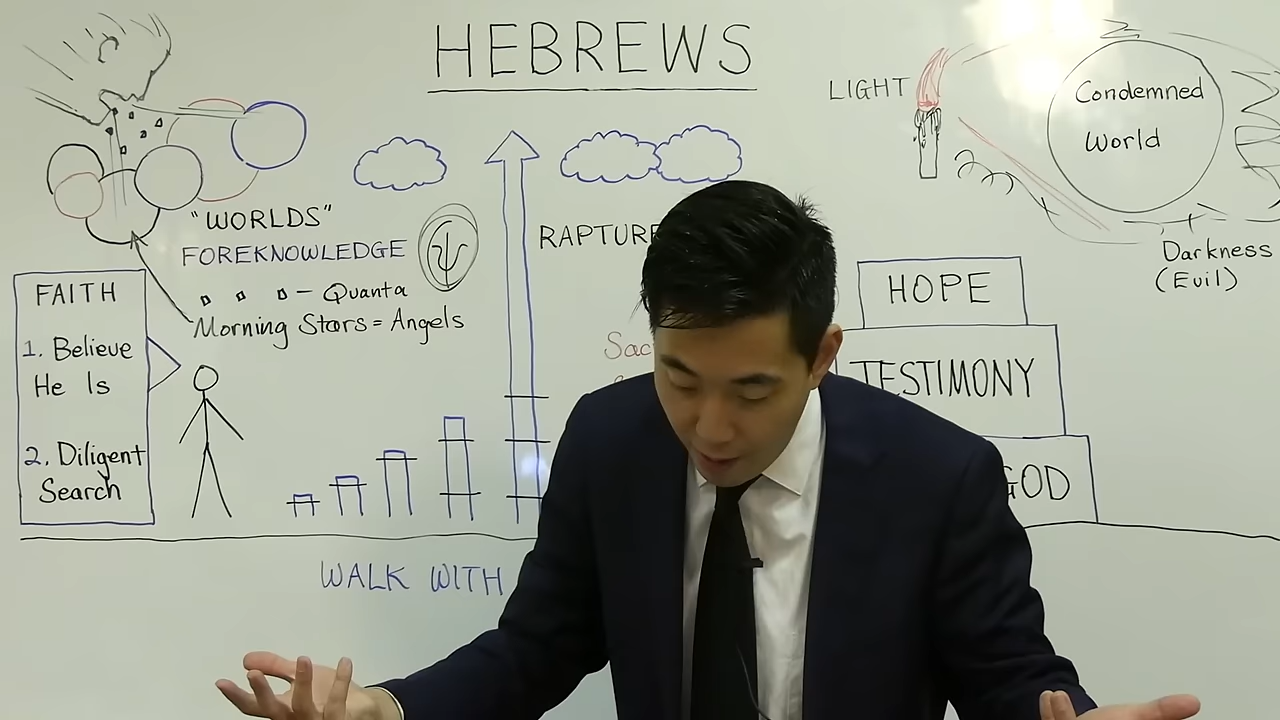 HEBREWS
LIGHT
Condemned
World
"WORLDS"
FOREKNOWLEDGE
Ψ
RAPTURE
Darkness
(Evil)
— Quanta
Morning Stars = Angels
FAITH
1. Believe
He Is
2. Diligent
Search
HOPE
TESTIMONY
GOD
WALK WITH